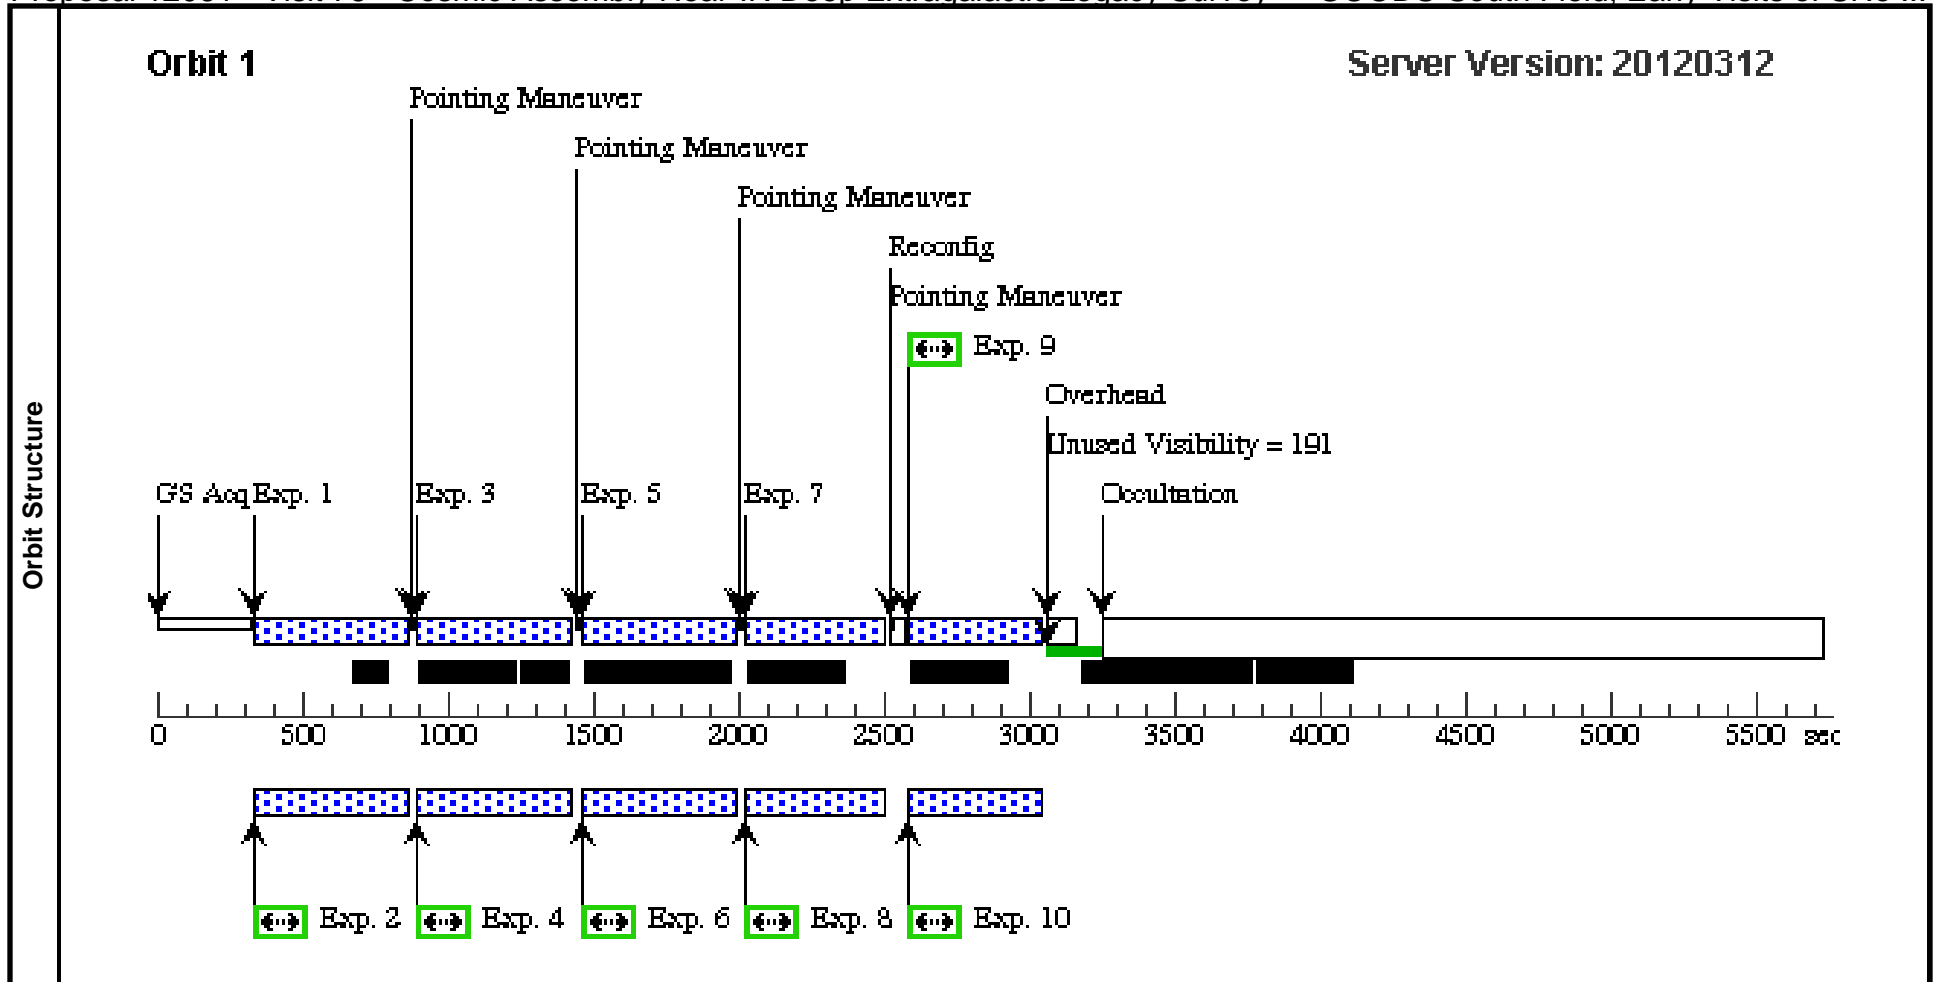 Orbit 1
Server Version: 20120312
Pointing Maneuver
Pointing Maneuver
Pointing Maneuver
Reconfig
Pointing Maneuver
Exp. 9
Overhead
Unused Visibility = 191
GS Acq Exp. 1 Exp. 3 Exp. 5 Exp. 7 Occultation
Orbit Structure
0 500 1000 1500 2000 2500 3000 3500 4000 4500 5000 5500 sec
Exp. 2 Exp. 4 Exp. 6 Exp. 8 Exp. 10